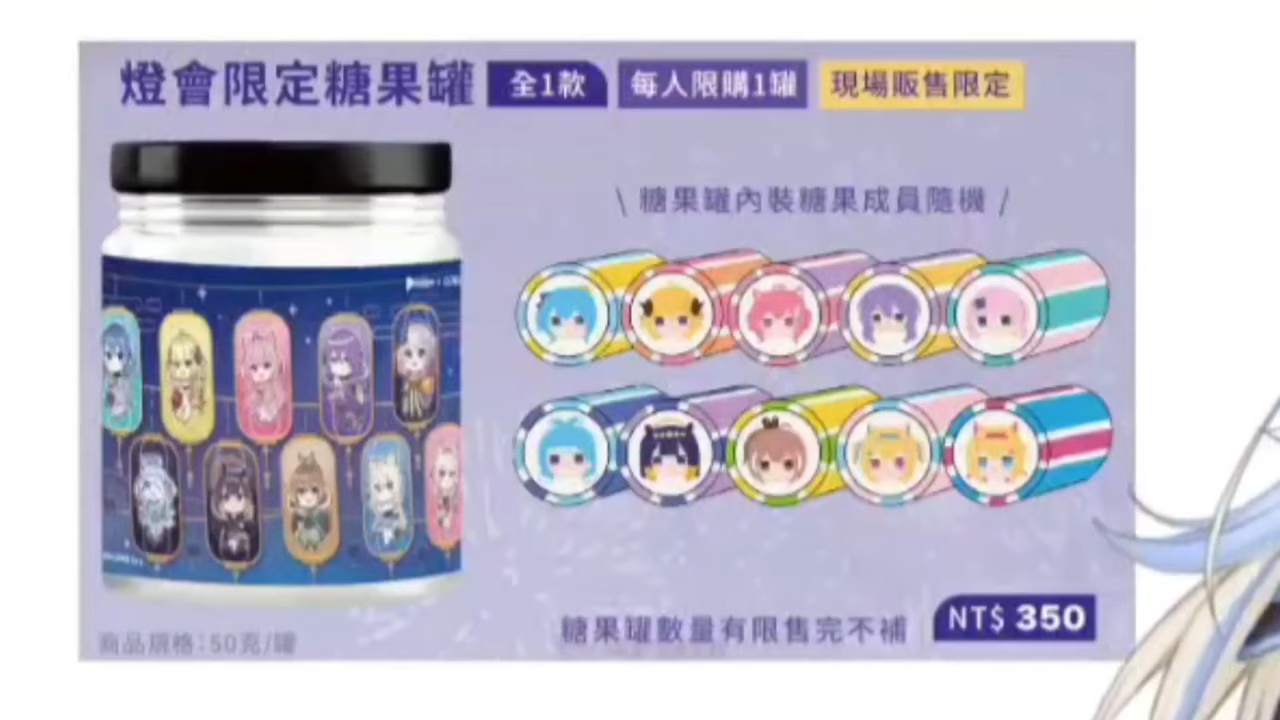 燈會限定糖果罐 全1款 每人限購1罐 現場販售限定
\ 糖果罐內裝糖果成員隨機 /
糖果罐數量有限售完不補 NT$ 350
商品規格:50克/罐